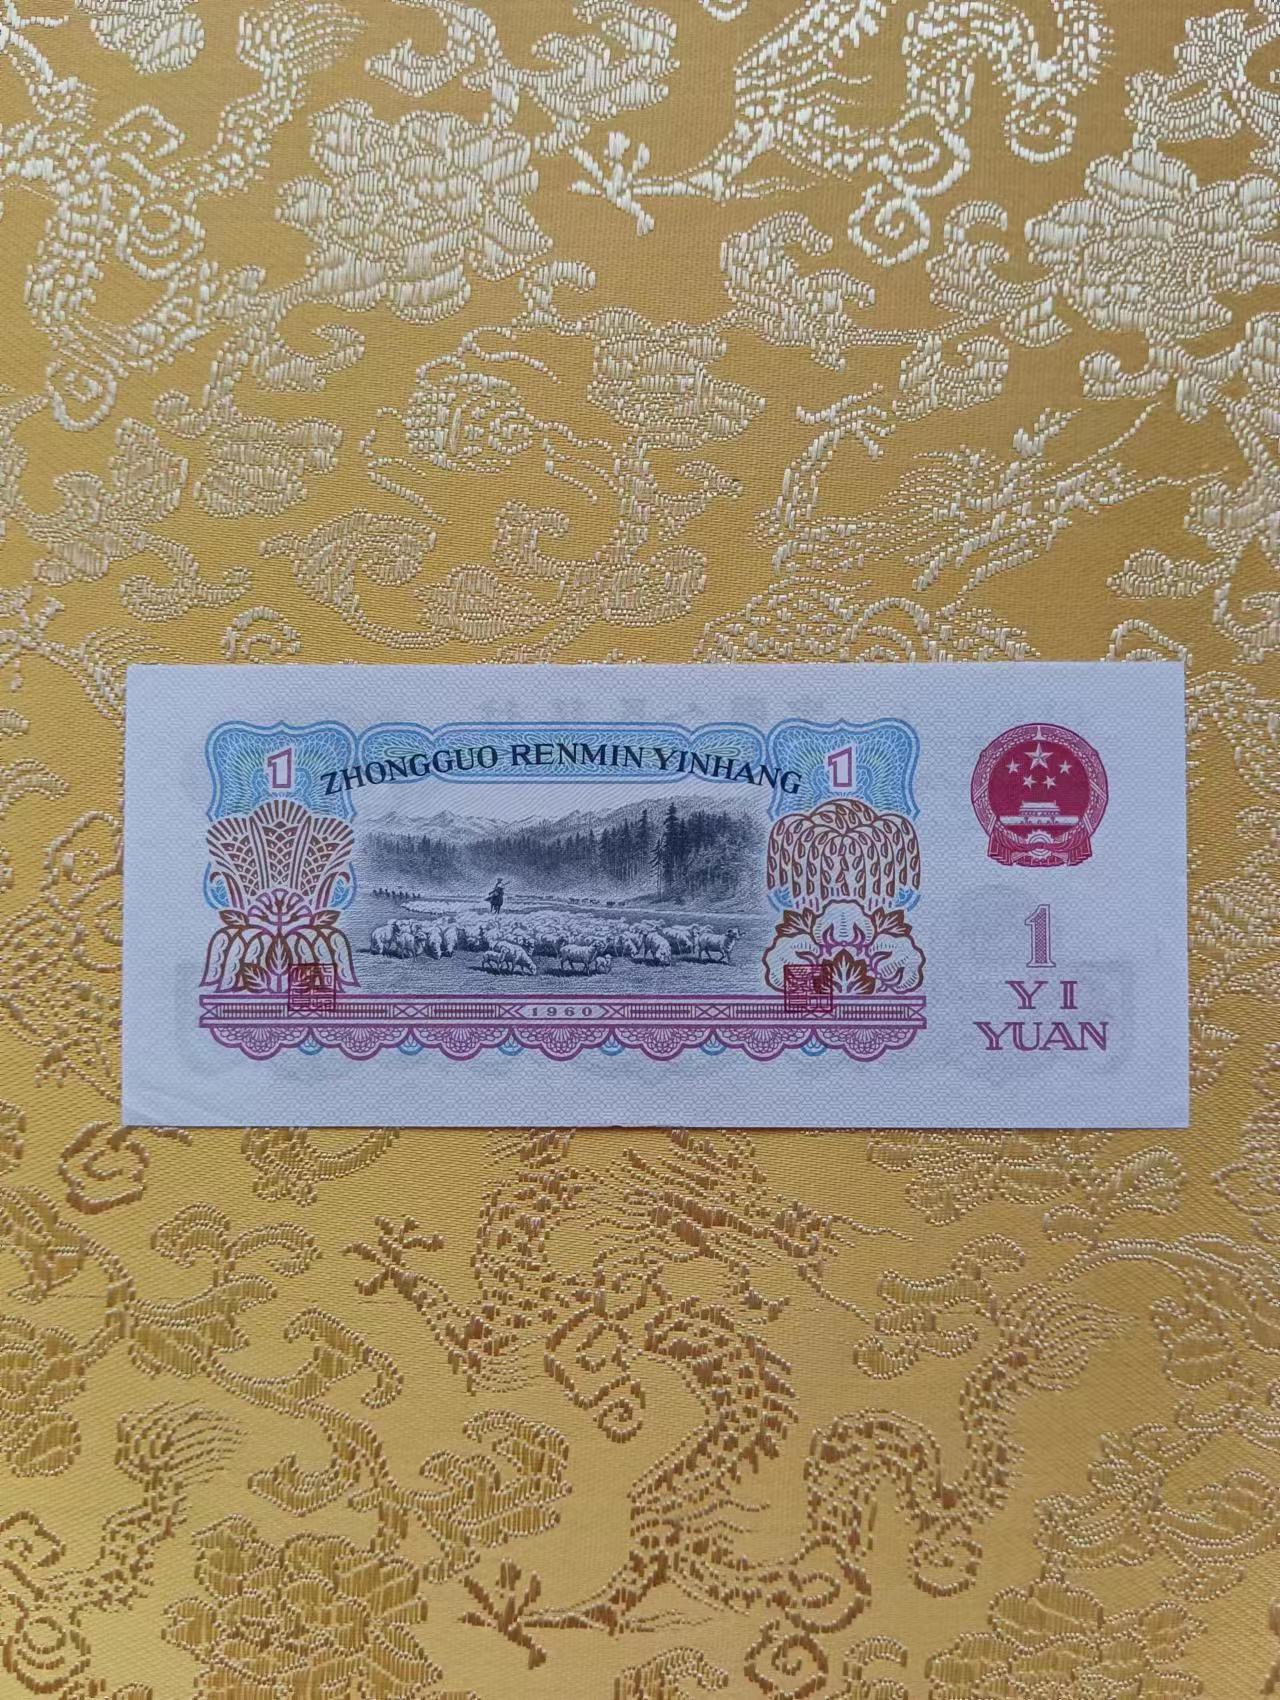 1
ZHONGGUO RENMIN YINHANG
1
1960
1
YI
YUAN